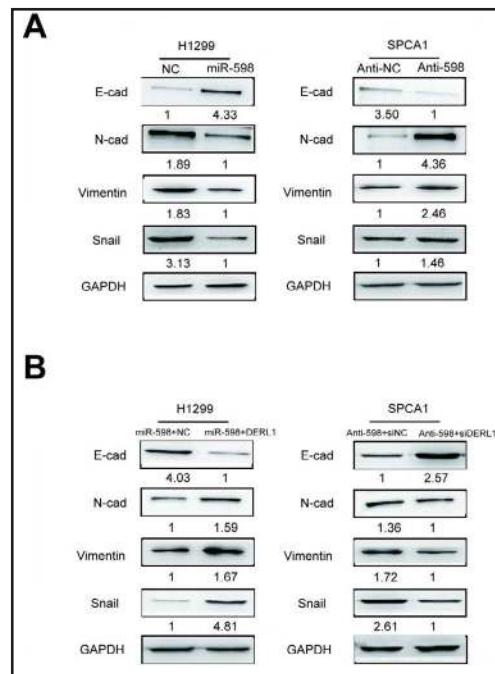 A
H1299
NC miR-598
E-cad
1 4.33
N-cad
1.89 1
Vimentin
1.83 1
Snail
3.13 1
GAPDH
SPCA1
Anti-NC Anti-598
E-cad
3.50 1
N-cad
1 4.36
Vimentin
1 2.46
Snail
1 1.46
GAPDH
B
H1299
miR-598+NC miR-598+DERL1
E-cad
4.03 1
N-cad
1 1.59
Vimentin
1 1.67
Snail
1 4.81
GAPDH
SPCA1
Anti-598+siNC Anti-598+siDERL1
E-cad
1 2.57
N-cad
1.36 1
Vimentin
1.72 1
Snail
2.61 1
GAPDH